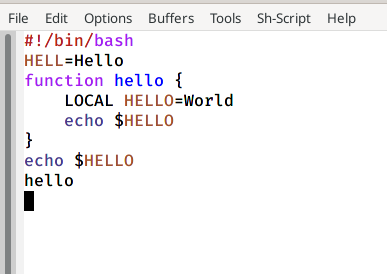 File Edit Options Buffers Tools Sh-Script Help
#!/bin/bash
HELL=Hello
function hello {
    LOCAL HELLO=World
    echo $HELLO
}
echo $HELLO
hello